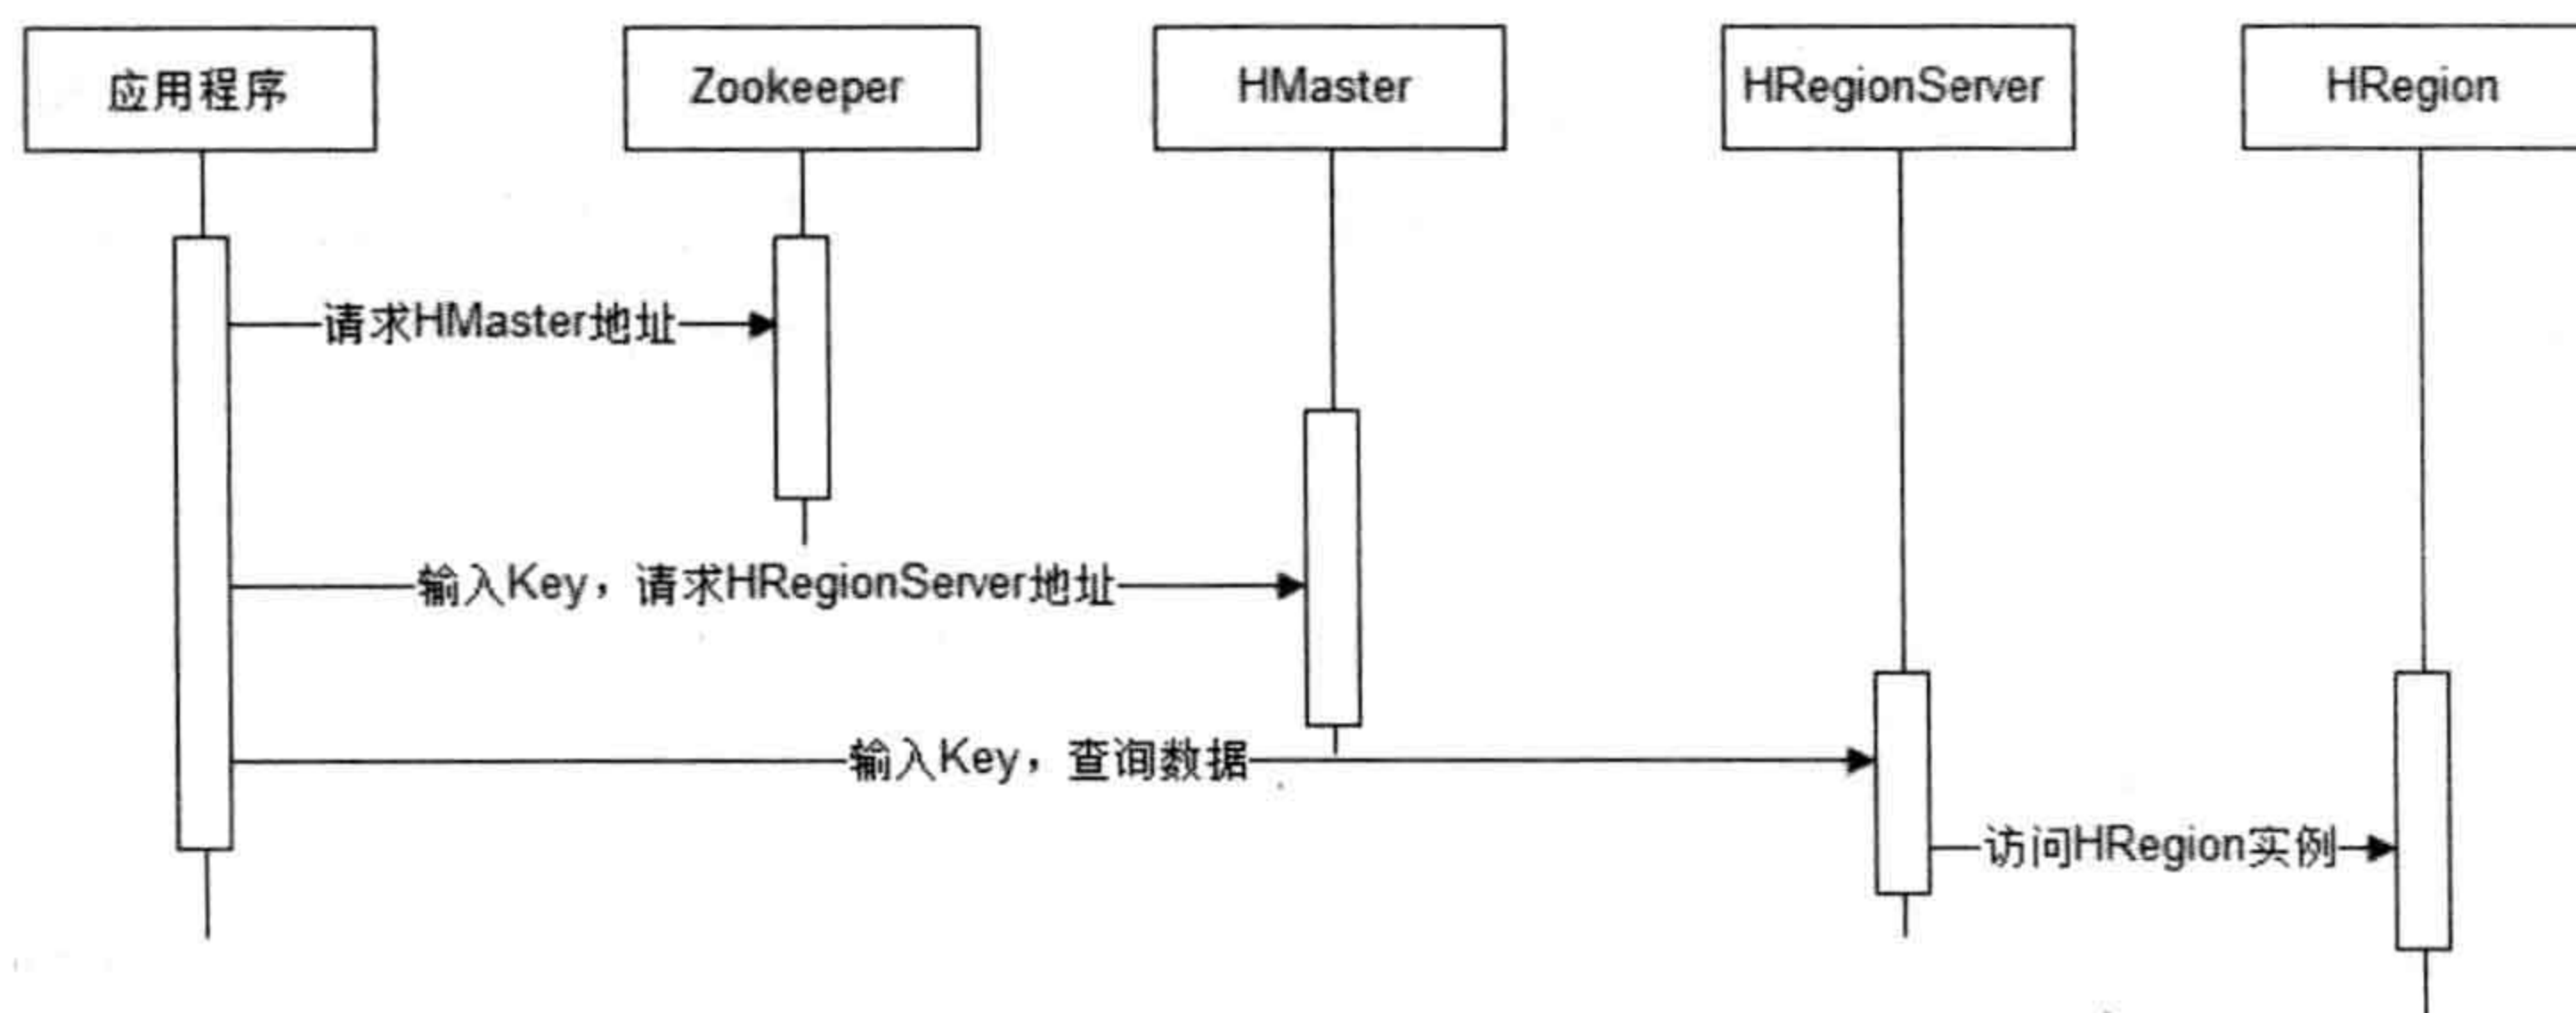 应用程序
Zookeeper
HMaster
HRegionServer
HRegion
请求HMaster地址
输入Key，请求HRegionServer地址
输入Key，查询数据
访问HRegion实例